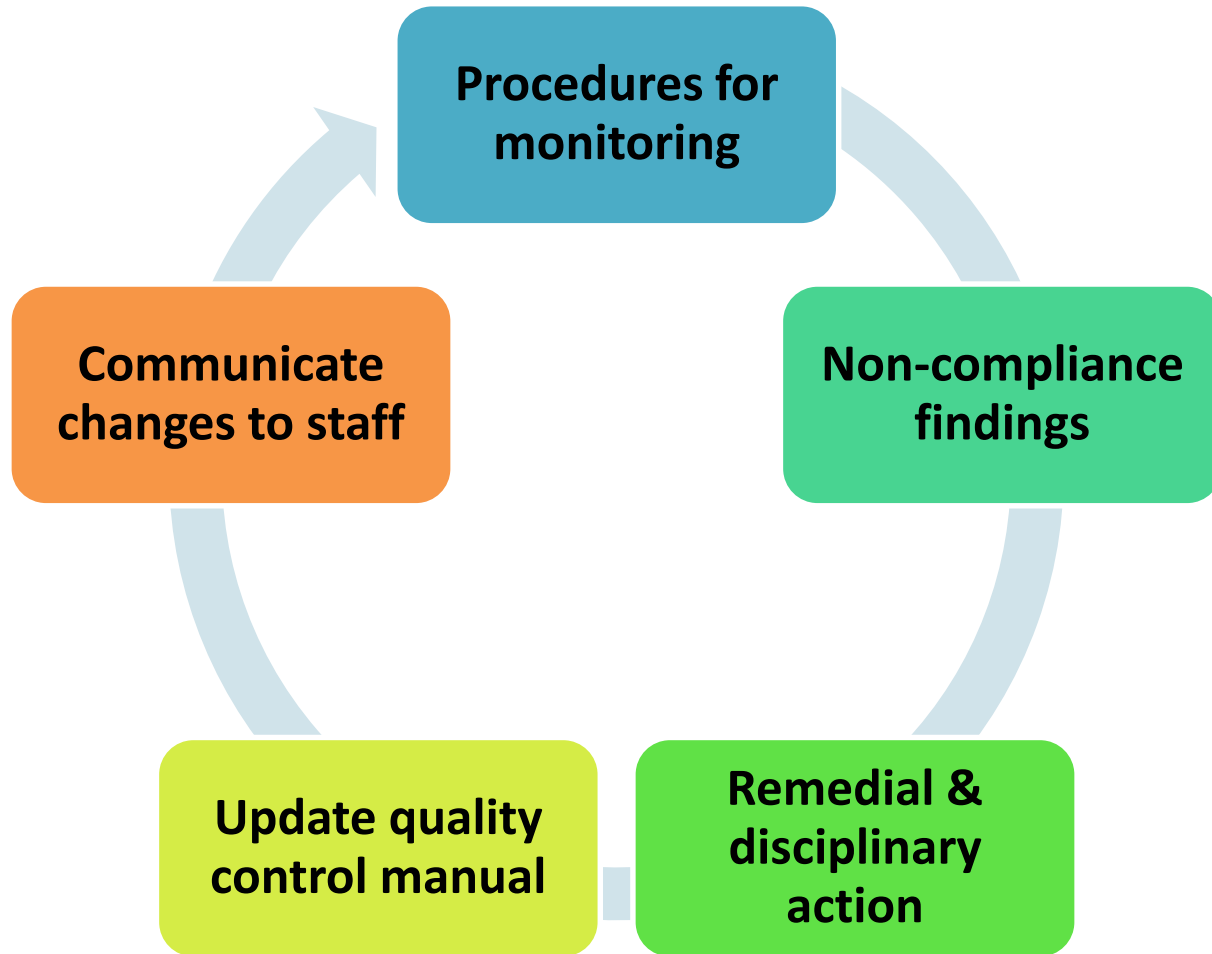 Procedures for
monitoring
Non-compliance
findings
Remedial &
disciplinary
action
Update quality
control manual
Communicate
changes to staff